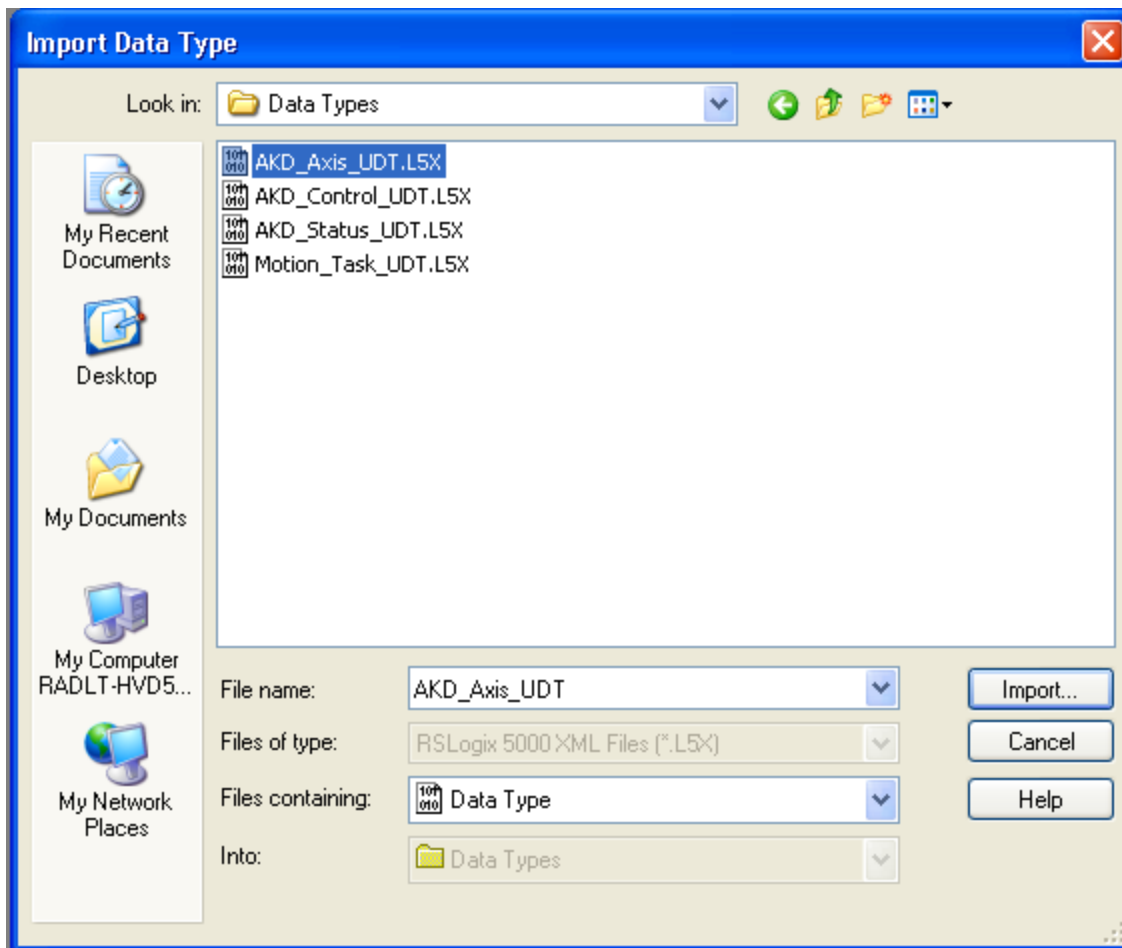 Import Data Type
Look in:
Data Types
AKD_Axis_UDT.L5X
AKD_Control_UDT.L5X
AKD_Status_UDT.L5X
Motion_Task_UDT.L5X
My Recent
Documents
Desktop
My Documents
My Computer
RADLT-HVD5...
My Network
Places
File name:
AKD_Axis_UDT
Import...
Files of type:
RSLogix 5000 XML Files (*.L5X)
Cancel
Files containing:
Data Type
Help
Into:
Data Types